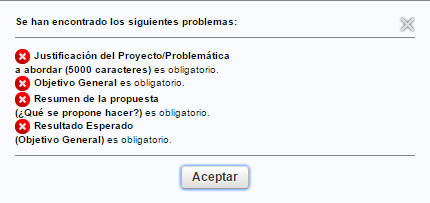 Se han encontrado los siguientes problemas:
Justificación del Proyecto/Problemática
a abordar (5000 caracteres) es obligatorio.
Objetivo General es obligatorio.
Resumen de la propuesta
(¿Qué se propone hacer?) es obligatorio.
Resultado Esperado
(Objetivo General) es obligatorio.
Aceptar